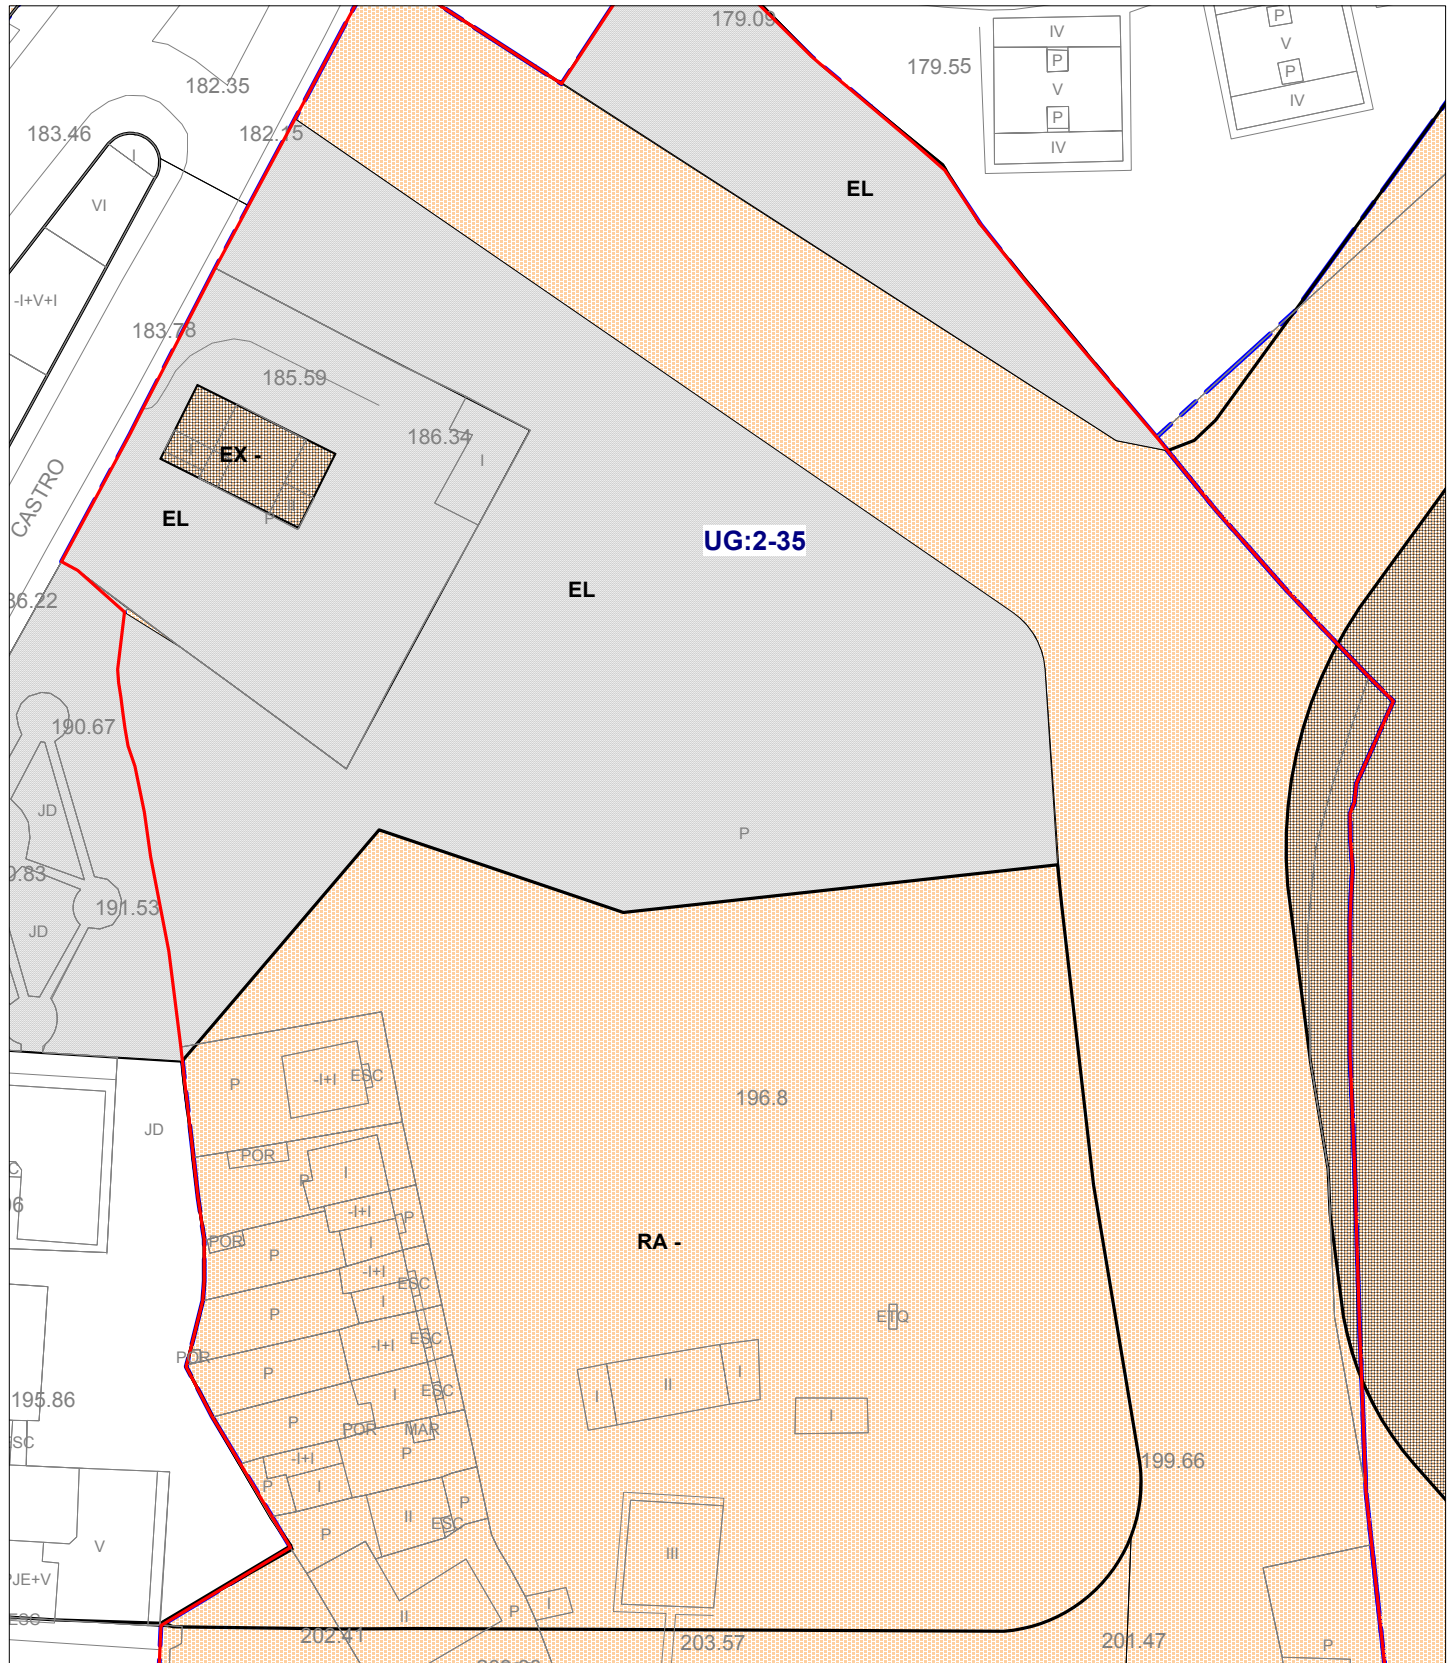 179.09
IV
P
V
P
IV
P
V
P
IV
179.55
182.35
183.46
182.15
I
VI
EL
-I+V+I
183.78
185.59
186.34
I
EX -
P
EL
CASTRO
UG:2-35
EL
190.67
JD
P
191.53
JD
P
-I+I
ESC
196.8
JD
POR
P
I
-I+I
P
POR
P
I
-I+I
ESC
RA -
P
I
ETQ
-I+I
ESC
POR
P
I
ESC
I
II
I
I
195.86
P
POR
MAR
P
-I+I
199.66
P
I
P
II
ESC
P
V
III
II
P
I
202.41
203.57
201.47
P